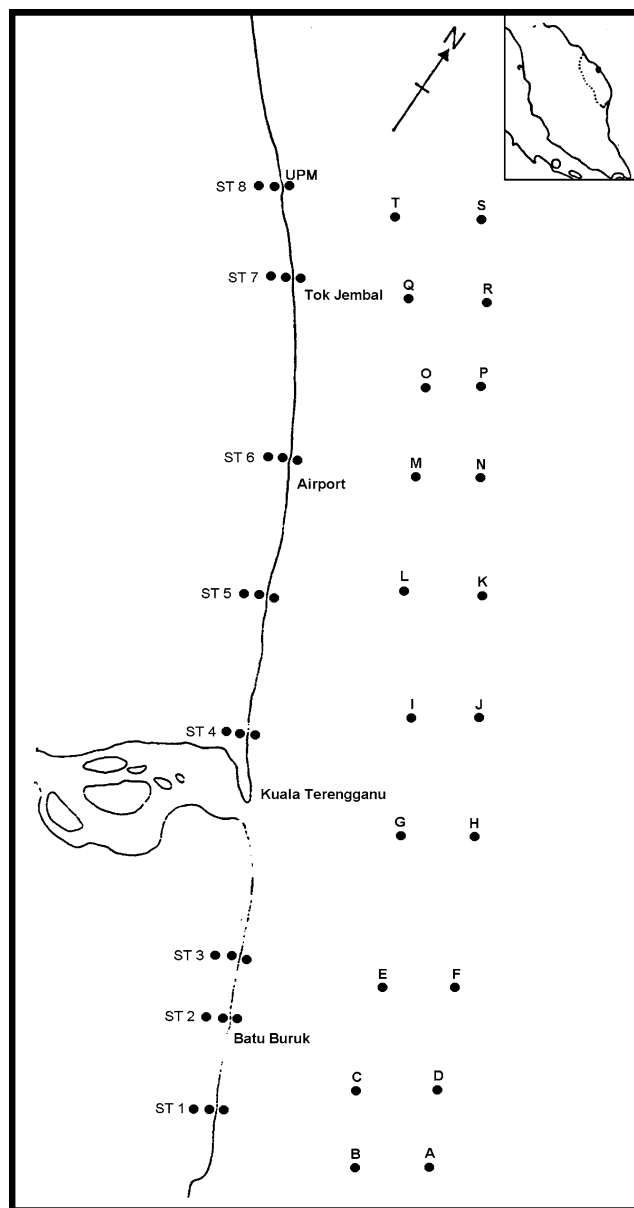 N
UPM
ST 8
T
S
ST 7
Tok Jembal
Q
R
O
P
ST 6
Airport
M
N
L
K
ST 5
I
J
ST 4
Kuala Terengganu
G
H
ST 3
E
F
ST 2
Batu Buruk
C
D
ST 1
B
A